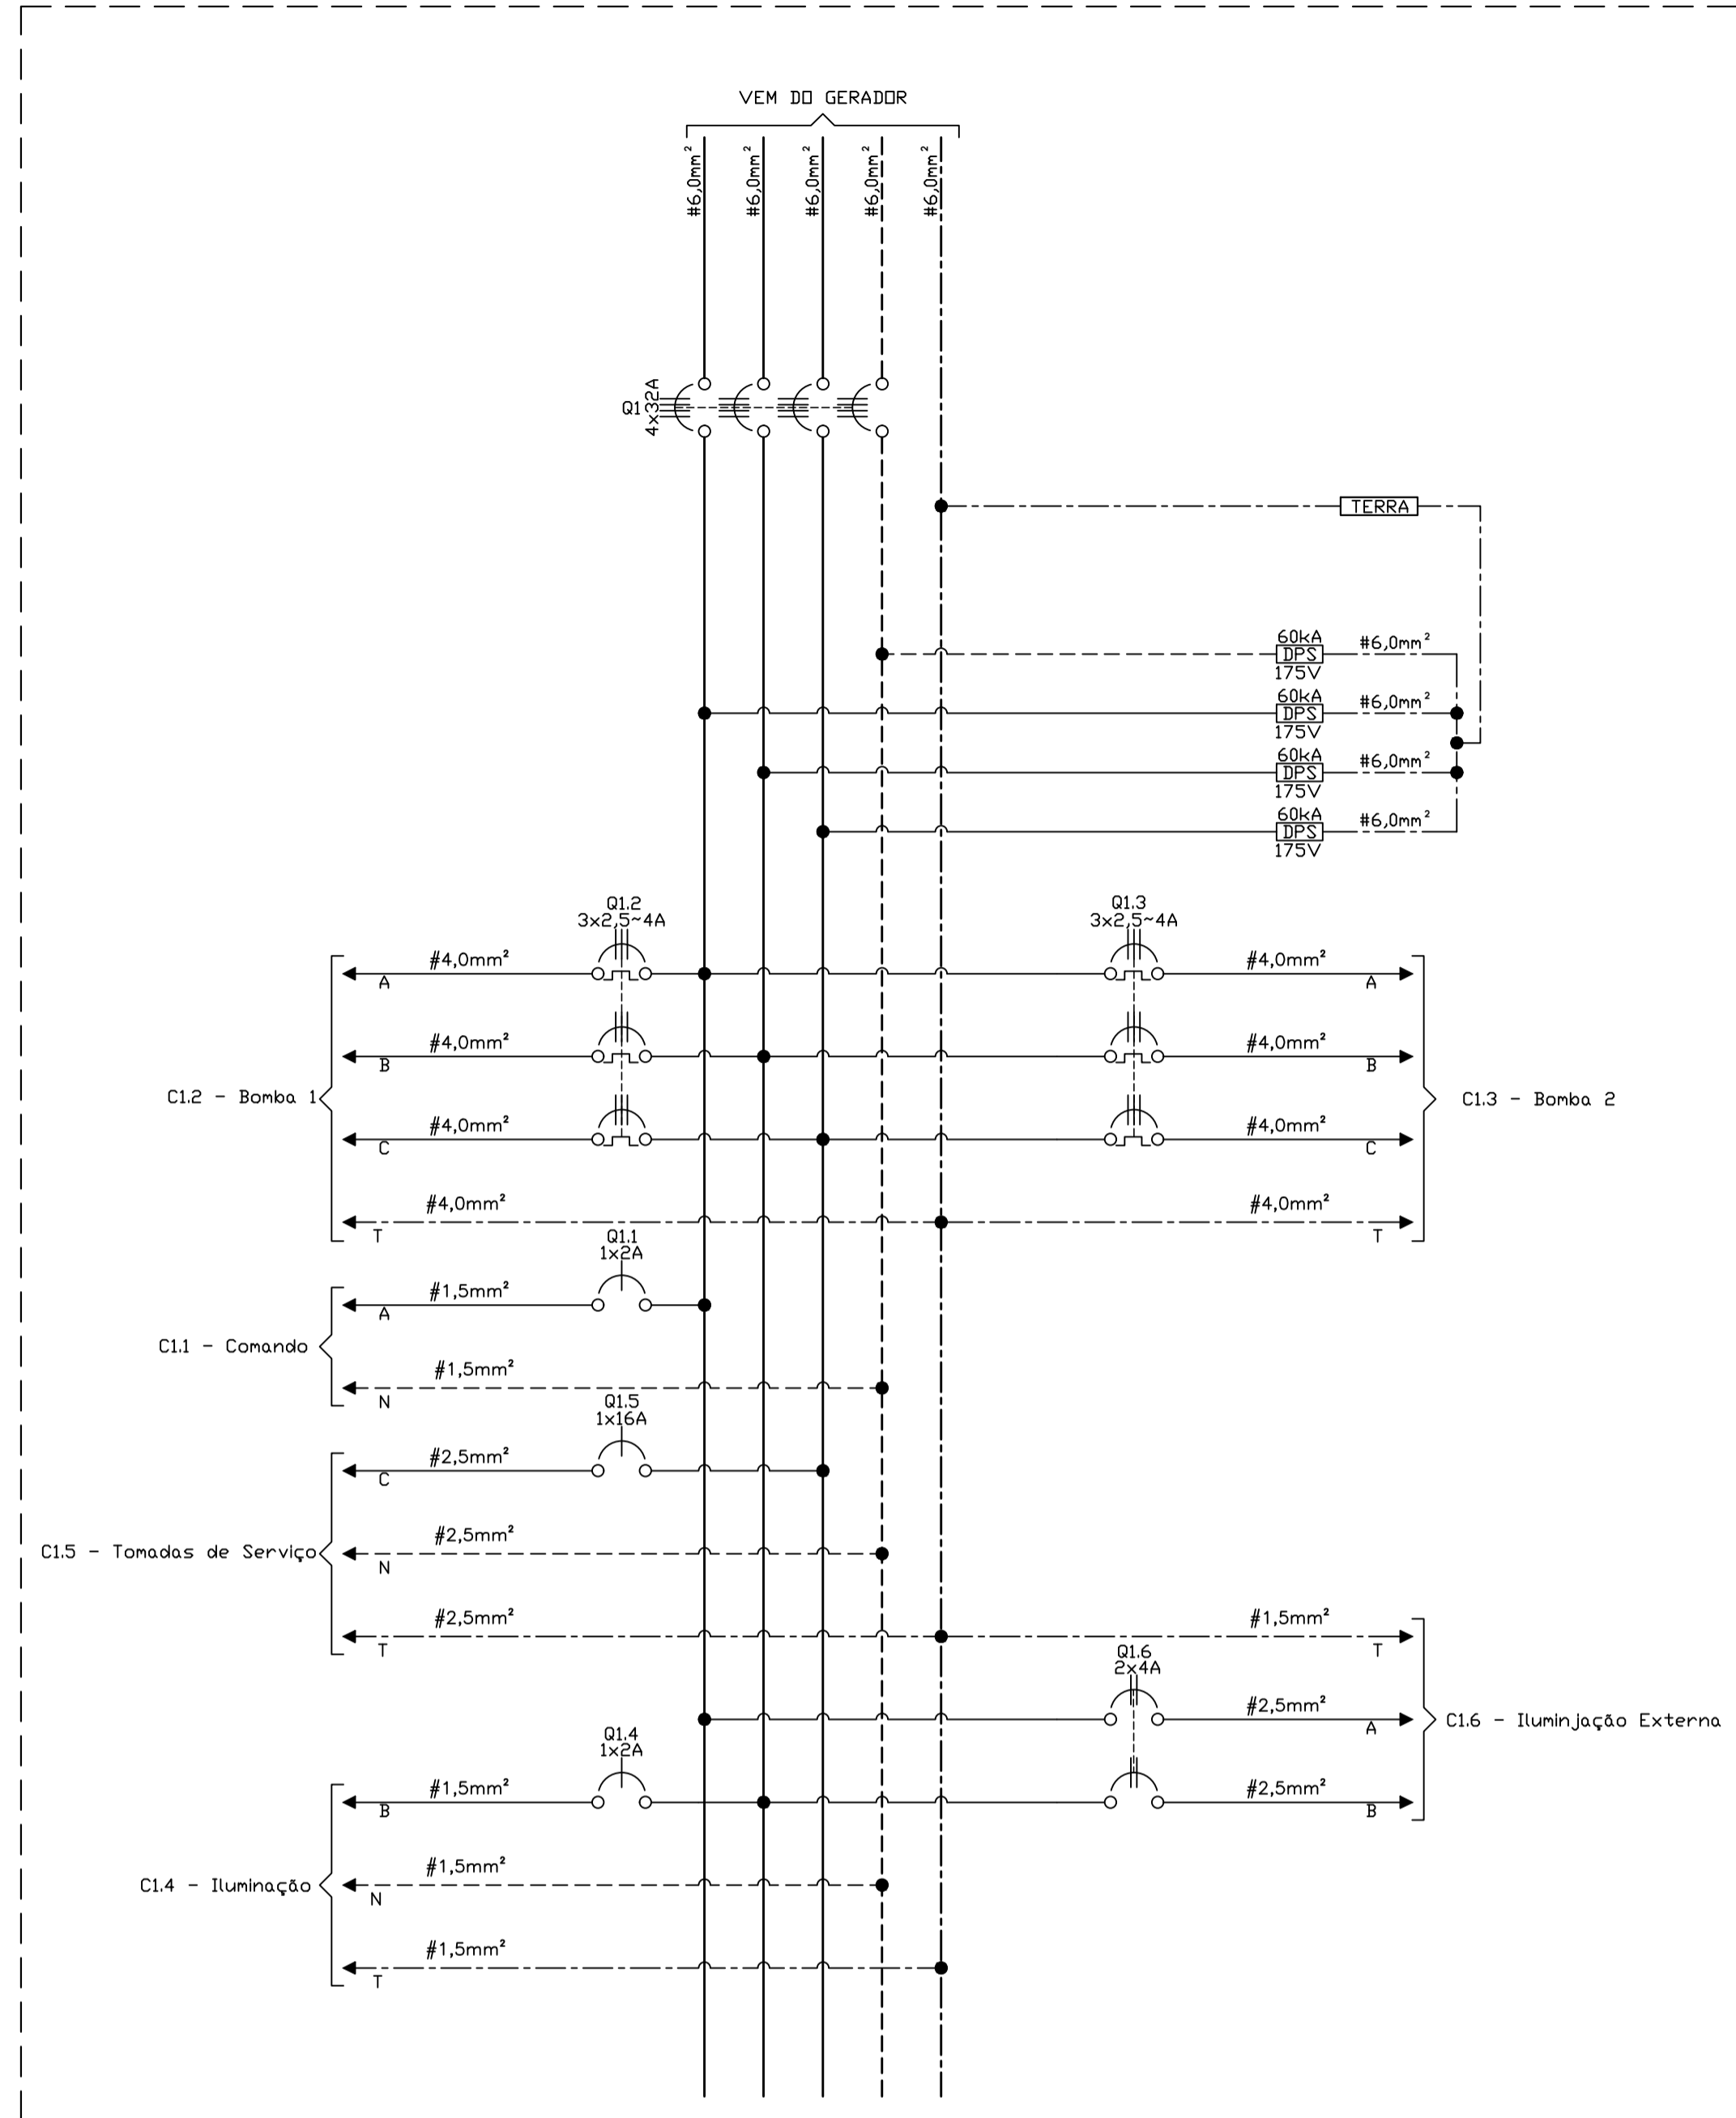 VEM DO GERADOR
#6,0mm²
#6,0mm²
#6,0mm²
#6,0mm²
#6,0mm²
Q1
4x32A
TERRA
60kA
DPS
175V
#6,0mm²
60kA
DPS
175V
#6,0mm²
60kA
DPS
175V
#6,0mm²
60kA
DPS
175V
#6,0mm²
Q1.2
3x2,5~4A
Q1.3
3x2,5~4A
#4,0mm²
A
#4,0mm²
A
#4,0mm²
B
#4,0mm²
B
C1.2 - Bomba 1
C1.3 - Bomba 2
#4,0mm²
C
#4,0mm²
C
#4,0mm²
T
#4,0mm²
T
Q1.1
1x2A
#1,5mm²
A
C1.1 - Comando
#1,5mm²
N
Q1.5
1x16A
#2,5mm²
C
C1.5 - Tomadas de Serviço
#2,5mm²
N
#2,5mm²
T
#1,5mm²
T
Q1.6
2x4A
#2,5mm²
A
C1.6 - Iluminjação Externa
Q1.4
1x2A
#1,5mm²
B
#2,5mm²
B
C1.4 - Iluminação
#1,5mm²
N
#1,5mm²
T